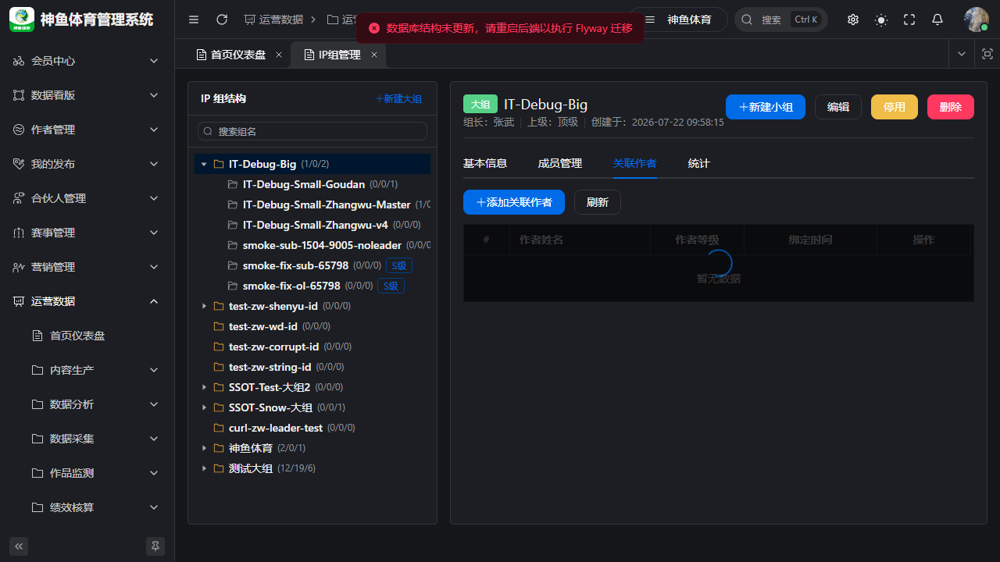 神鱼体育管理系统
运营数据
神鱼体育
搜索
Ctrl K
数据库结构未更新，请重启后端以执行 Flyway 迁移
会员中心
数据看版
作者管理
我的发布
合伙人管理
赛事管理
营销管理
运营数据
首页仪表盘
内容生产
数据分析
数据采集
作品监测
绩效核算
首页仪表盘
IP组管理
IP 组结构
新建大组
搜索组名
IT-Debug-Big (1/0/2)
IT-Debug-Small-Goudan (0/0/1)
IT-Debug-Small-Zhangwu-Master
IT-Debug-Small-Zhangwu-v4 (0/0/0)
smoke-sub-1504-9005-noleader
smoke-fix-sub-65798 (0/0/0) S级
smoke-fix-ol-65798 (0/0/0) S级
test-zw-shenyu-id (0/0/0)
test-zw-wd-id (0/0/0)
test-zw-corrupt-id (0/0/0)
test-zw-string-id (0/0/0)
SSOT-Test-大组2 (0/0/0)
SSOT-Snow-大组 (0/0/1)
curl-zw-leader-test (0/0/0)
神鱼体育 (2/0/1)
测试大组 (12/19/6)
大组 IT-Debug-Big
组长：张武 上级：顶级 创建于：2026-07-22 09:58:15
新建小组 编辑 停用 删除
基本信息 成员管理 关联作者 统计
添加关联作者 刷新
# 作者姓名 作者等级 绑定时间 操作
暂无数据